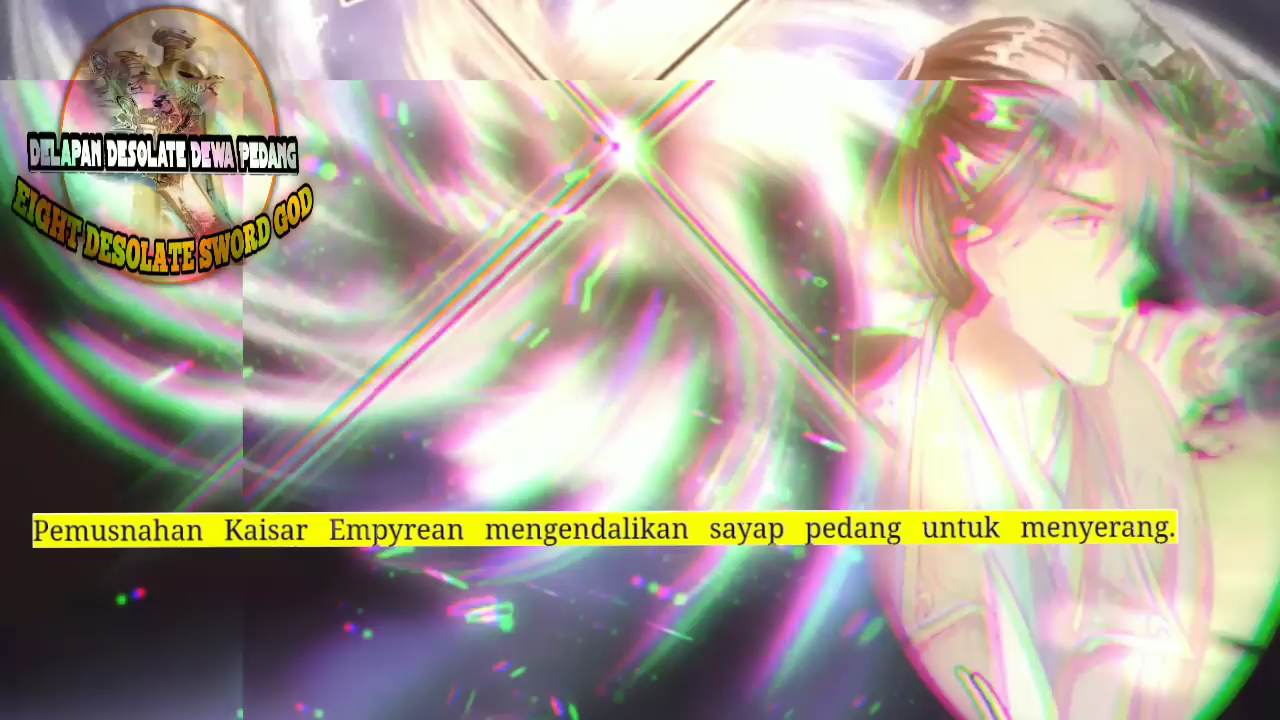 DELAPAN DESOLATE DEWA PEDANG
EIGHT DESOLATE SWORD GOD
Pemusnahan Kaisar Empyrean mengendalikan sayap pedang untuk menyerang.